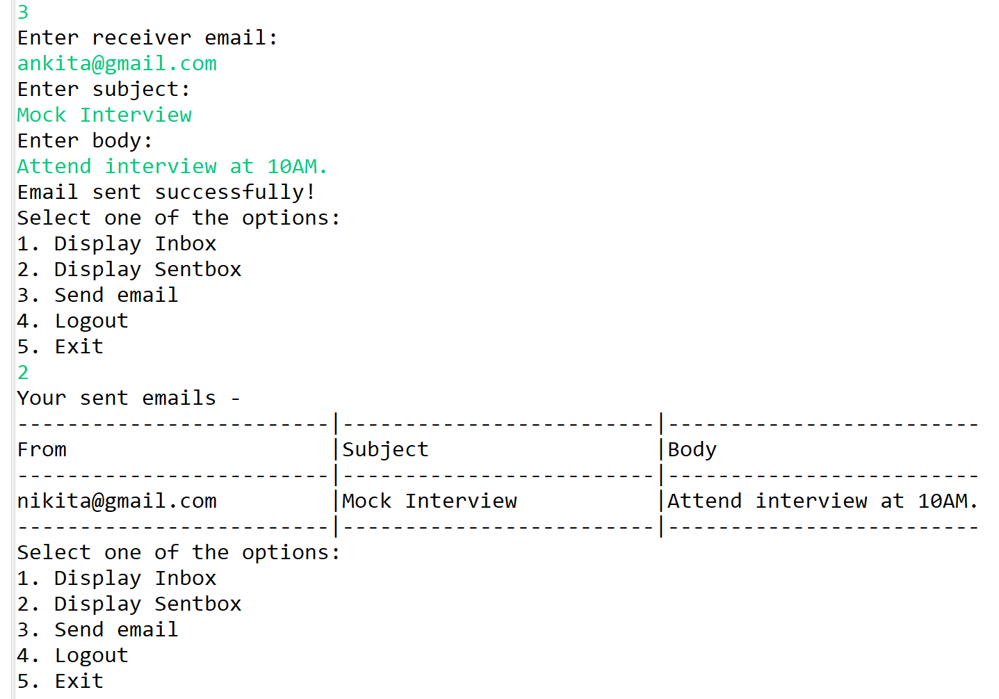 3
Enter receiver email:
ankita@gmail.com
Enter subject:
Mock Interview
Enter body:
Attend interview at 10AM.
Email sent successfully!
Select one of the options:
1. Display Inbox
2. Display Sentbox
3. Send email
4. Logout
5. Exit
2
Your sent emails -
-------------------------|-------------------------|-------------------------
From                     |Subject                  |Body
-------------------------|-------------------------|-------------------------
nikita@gmail.com         |Mock Interview           |Attend interview at 10AM.
-------------------------|-------------------------|-------------------------
Select one of the options:
1. Display Inbox
2. Display Sentbox
3. Send email
4. Logout
5. Exit